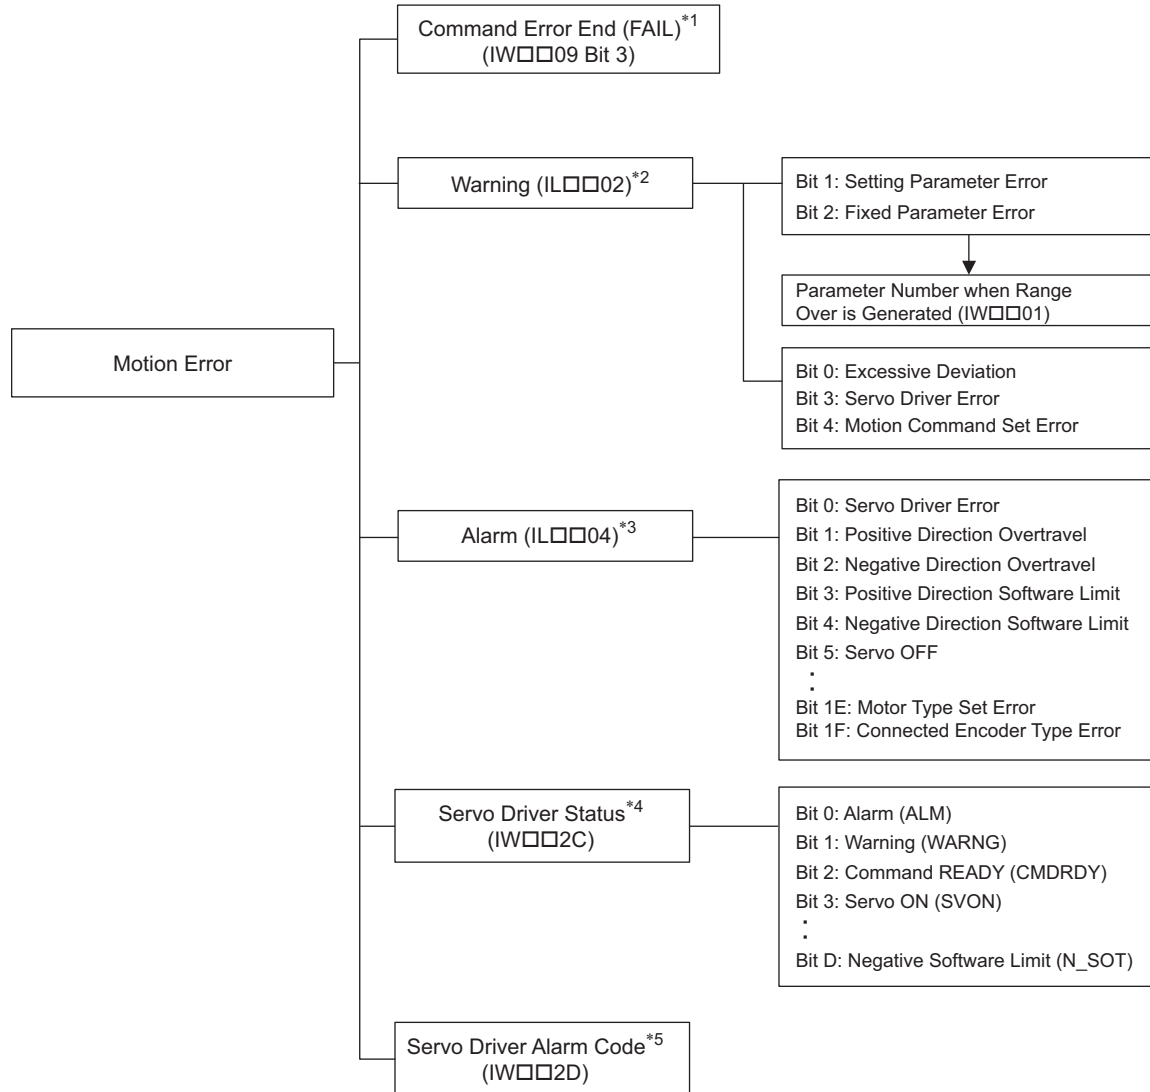 Command Error End (FAIL)*1
(IW□□09 Bit 3)
Warning (IL□□02)*2
Bit 1: Setting Parameter Error
Bit 2: Fixed Parameter Error
Parameter Number when Range
Over is Generated (IW□□01)
Motion Error
Bit 0: Excessive Deviation
Bit 3: Servo Driver Error
Bit 4: Motion Command Set Error
Alarm (IL□□04)*3
Bit 0: Servo Driver Error
Bit 1: Positive Direction Overtravel
Bit 2: Negative Direction Overtravel
Bit 3: Positive Direction Software Limit
Bit 4: Negative Direction Software Limit
Bit 5: Servo OFF
:
Bit 1E: Motor Type Set Error
Bit 1F: Connected Encoder Type Error
Servo Driver Status*4
(IW□□2C)
Bit 0: Alarm (ALM)
Bit 1: Warning (WARNG)
Bit 2: Command READY (CMDRDY)
Bit 3: Servo ON (SVON)
:
Bit D: Negative Software Limit (N_SOT)
Servo Driver Alarm Code*5
(IW□□2D)